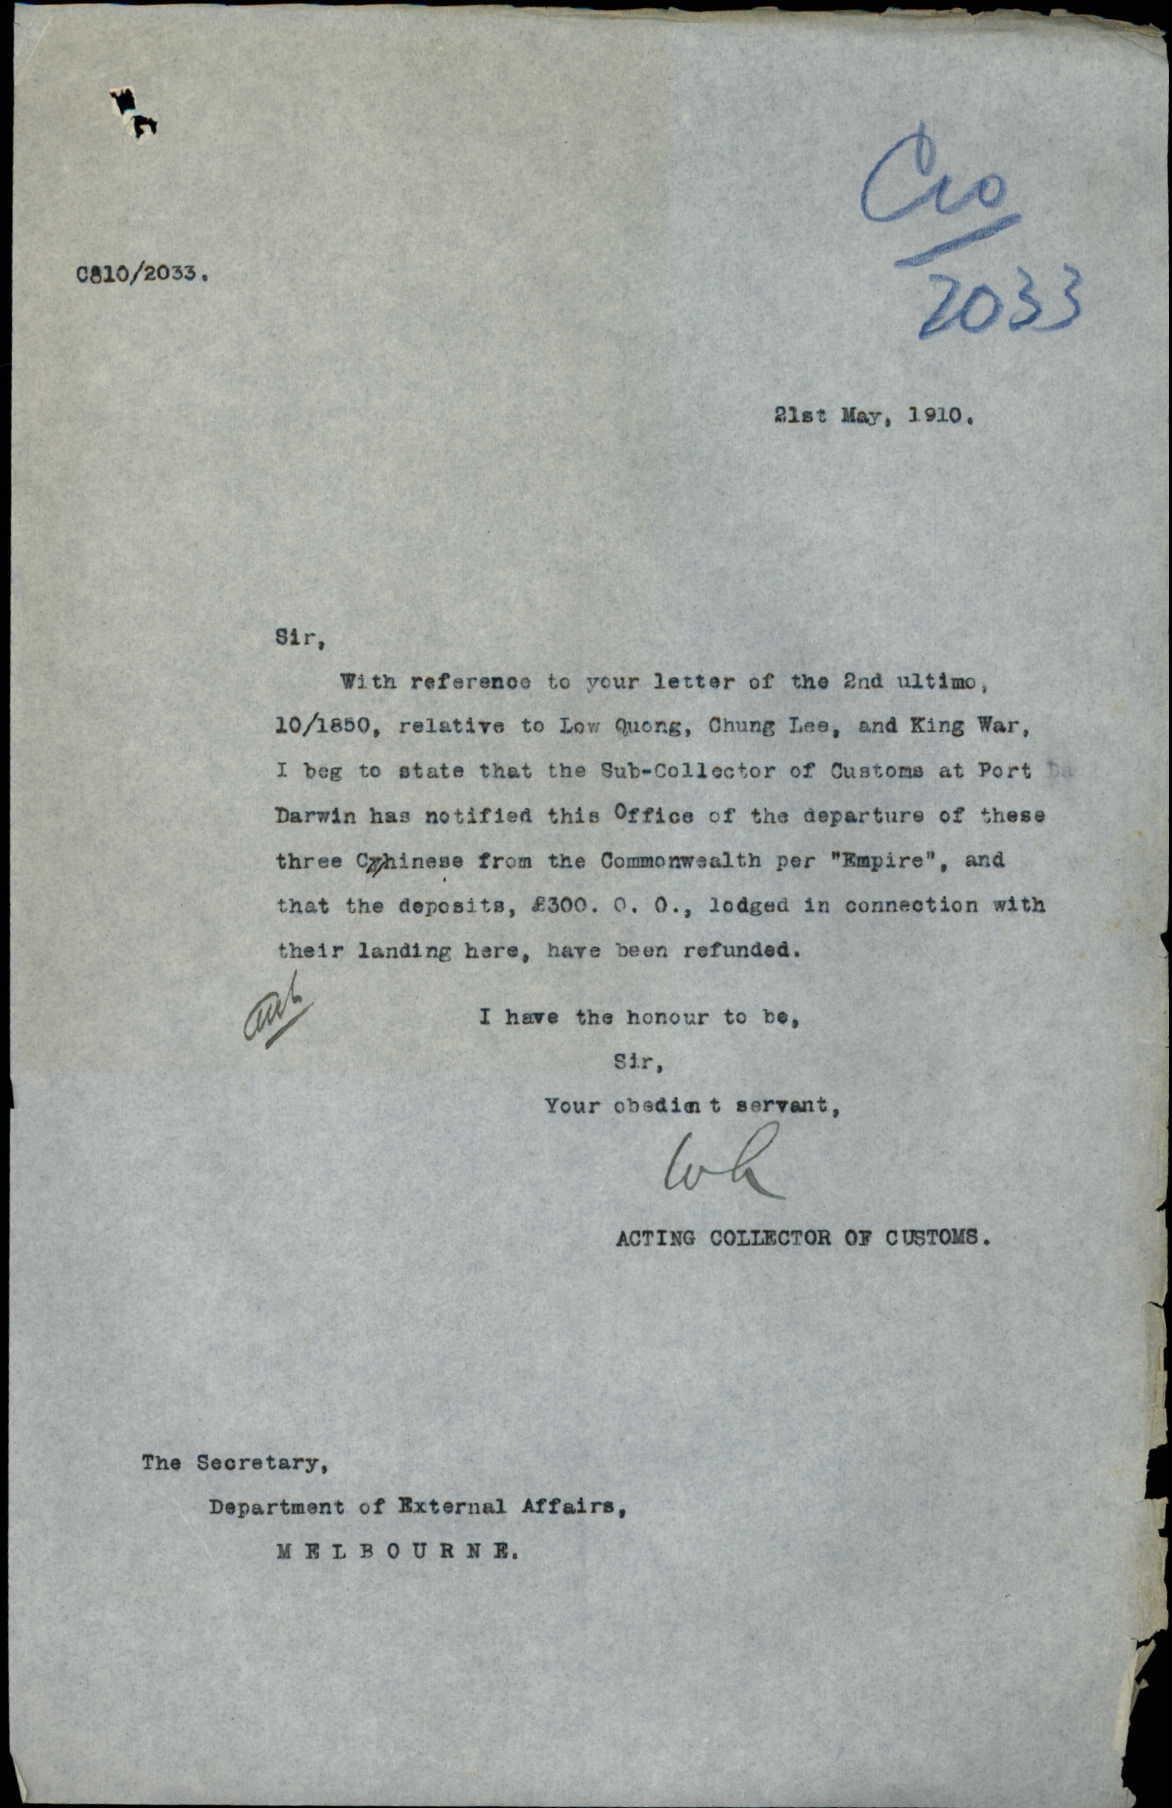 C10
2033
C810/2033.
21st May, 1910.
Sir,
With reference to your letter of the 2nd ultimo,
10/1850, relative to Low Quong, Chung Lee, and King War,
I beg to state that the Sub-Collector of Customs at Port Da
Darwin has notified this Office of the departure of these
three Chinese from the Commonwealth per "Empire", and
that the deposits, £300. 0. 0., lodged in connection with
their landing here, have been refunded.
I have the honour to be,
Sir,
Your obedient servant,
ACTING COLLECTOR OF CUSTOMS.
The Secretary,
Department of External Affairs,
M E L B O U R N E.